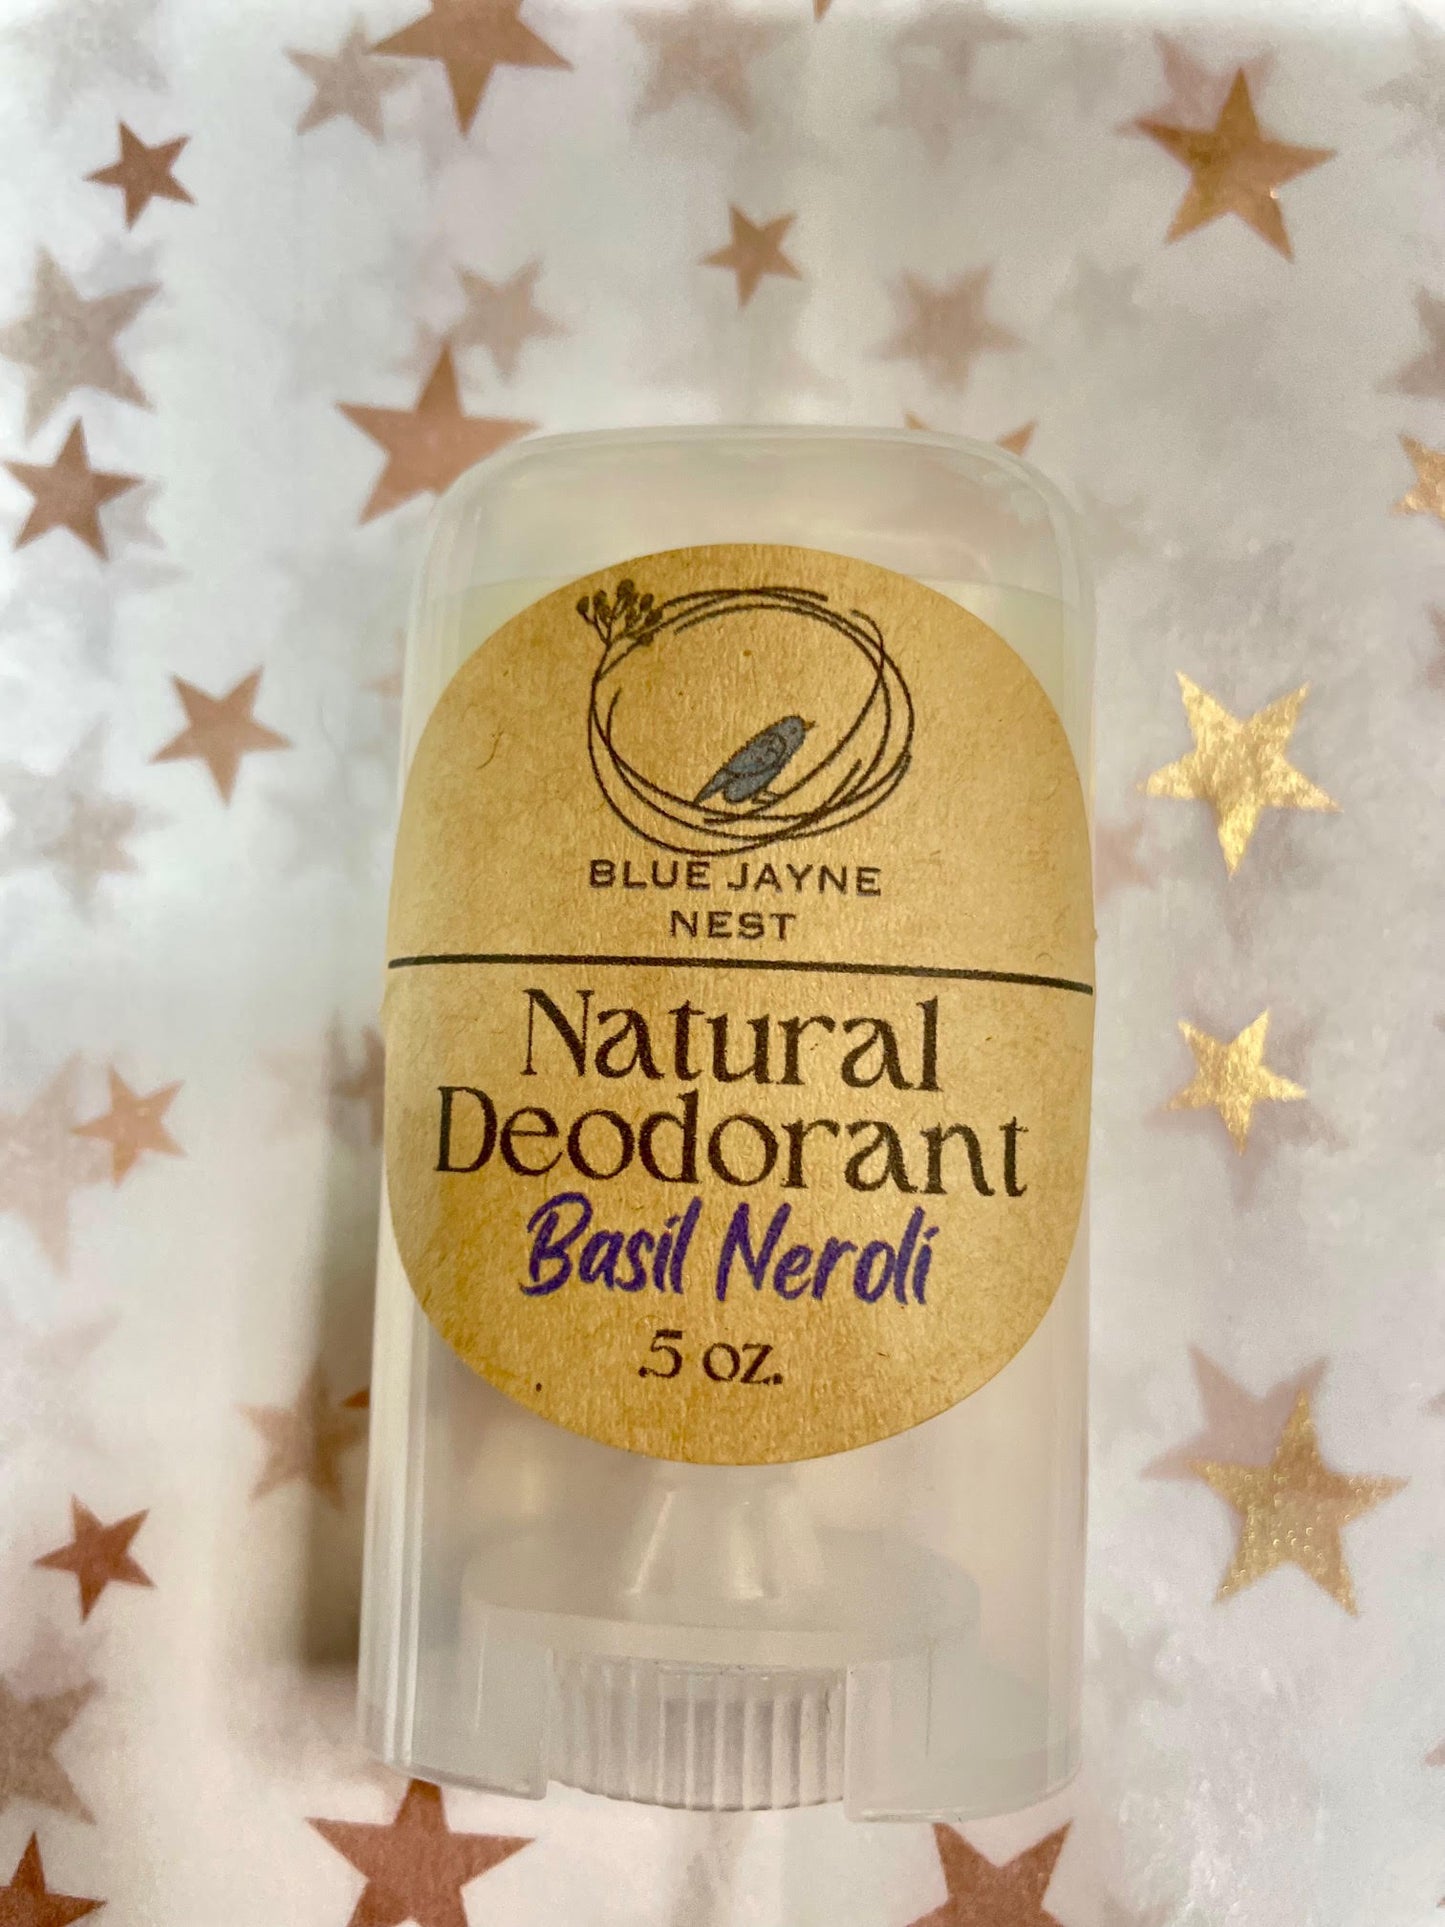 BLUE JAYNE
NEST
Natural
Deodorant
Basil Neroli
.5 oz.